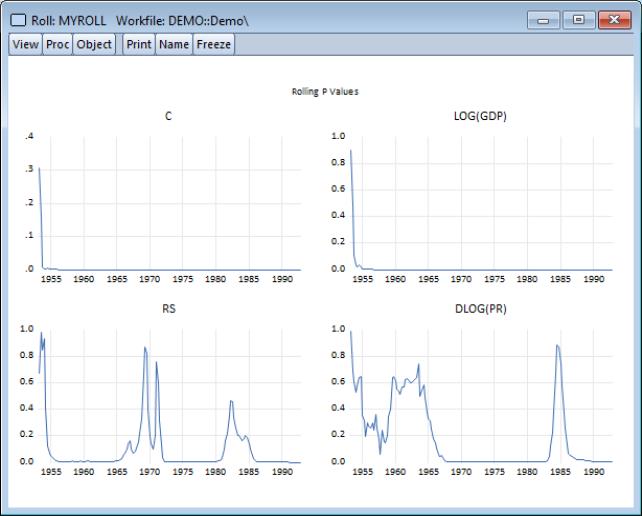 Roll: MYROLL Workfile: DEMO::Demo\
View Proc Object Print Name Freeze
Rolling P Values
C
LOG(GDP)
.4
.3
.2
.1
.0
1955 1960 1965 1970 1975 1980 1985 1990
1.0
0.8
0.6
0.4
0.2
0.0
1955 1960 1965 1970 1975 1980 1985 1990
RS
DLOG(PR)
1.0
0.8
0.6
0.4
0.2
0.0
1955 1960 1965 1970 1975 1980 1985 1990
1.0
0.8
0.6
0.4
0.2
0.0
1955 1960 1965 1970 1975 1980 1985 1990